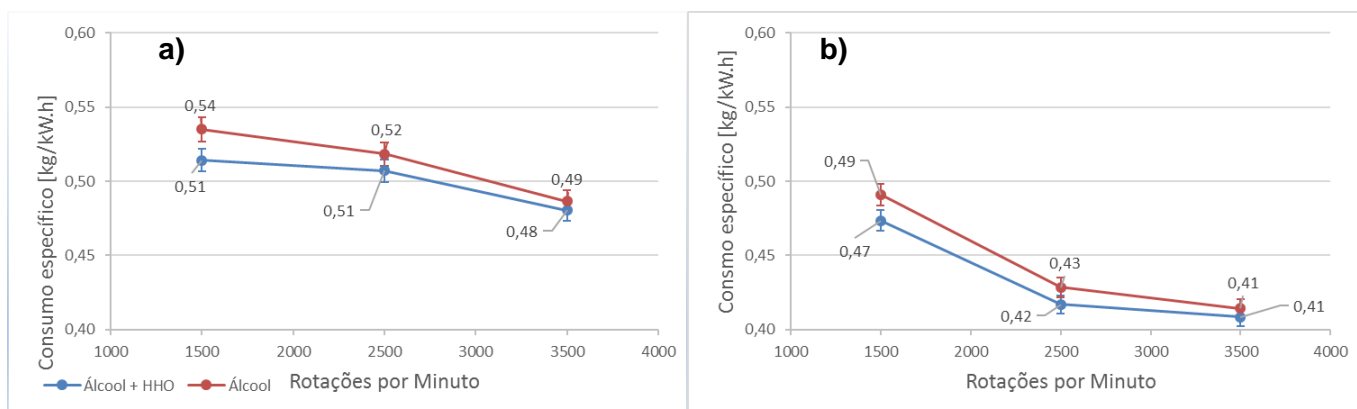 a)
Consumo específico [kg/kW.h]
0,60
0,55
0,50
0,45
0,40
0,54
0,52
0,49
0,51
0,51
0,48
1000 1500 2000 2500 3000 3500 4000
Álcool + HHO Álcool
Rotações por Minuto
b)
Consmo específico [kg/kW.h]
0,60
0,55
0,50
0,45
0,40
0,49
0,43
0,41
0,47
0,42
0,41
1000 1500 2000 2500 3000 3500 4000
Rotações por Minuto